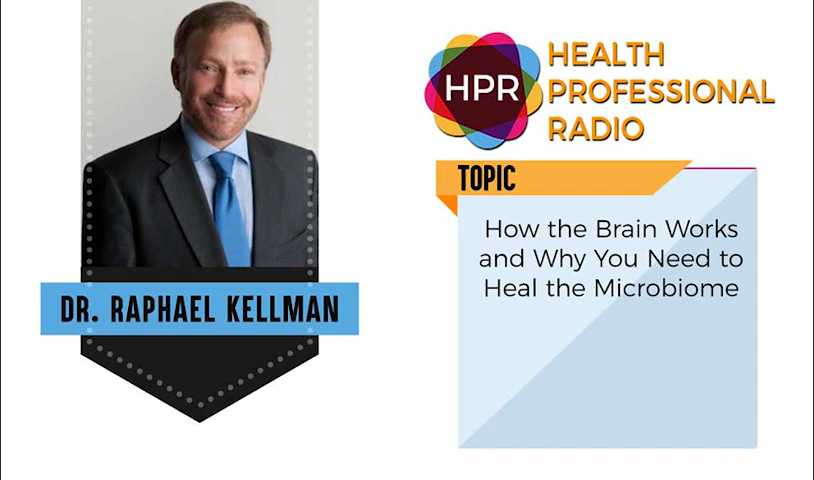 DR. RAPHAEL KELLMAN
HPR
HEALTH
PROFESSIONAL
RADIO
TOPIC
How the Brain Works
and Why You Need to
Heal the Microbiome